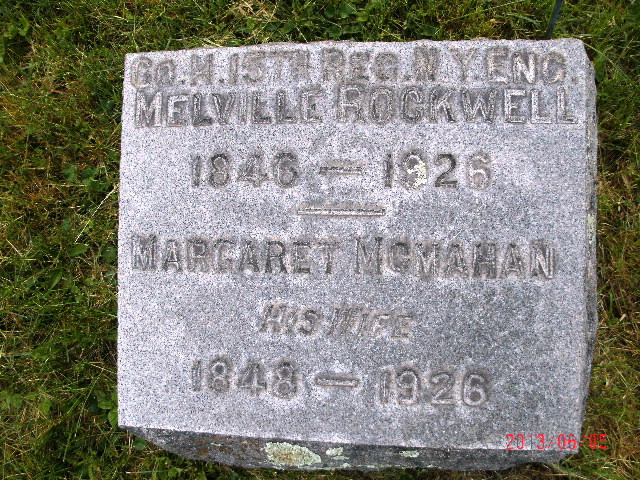 Co. H. 15TH REG. N.Y. ENG.
MELVILLE ROCKWELL
1846 — 1926
MARGARET MCMAHAN
HIS WIFE
1848 — 1926